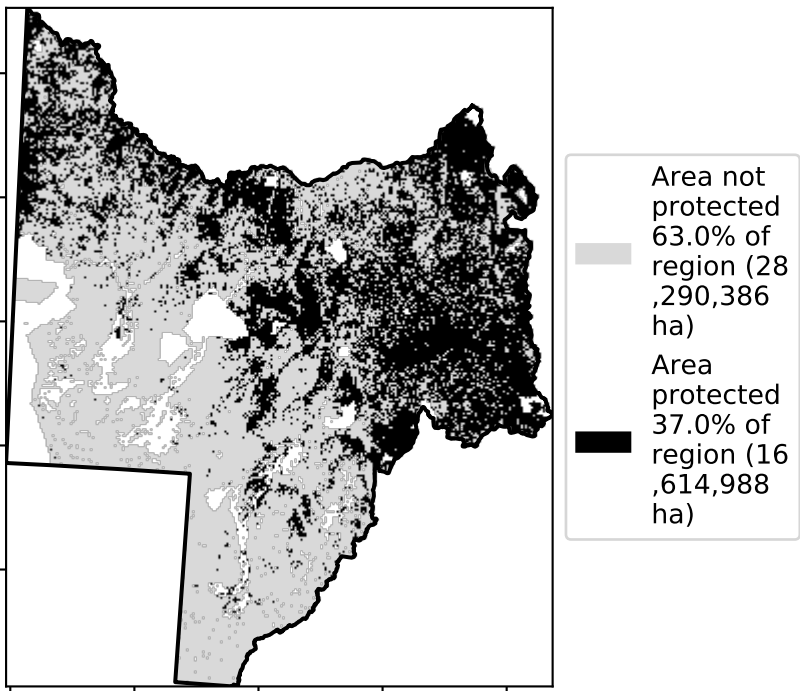 Area not
protected
63.0% of
region (28
,290,386
ha)
Area
protected
37.0% of
region (16
,614,988
ha)